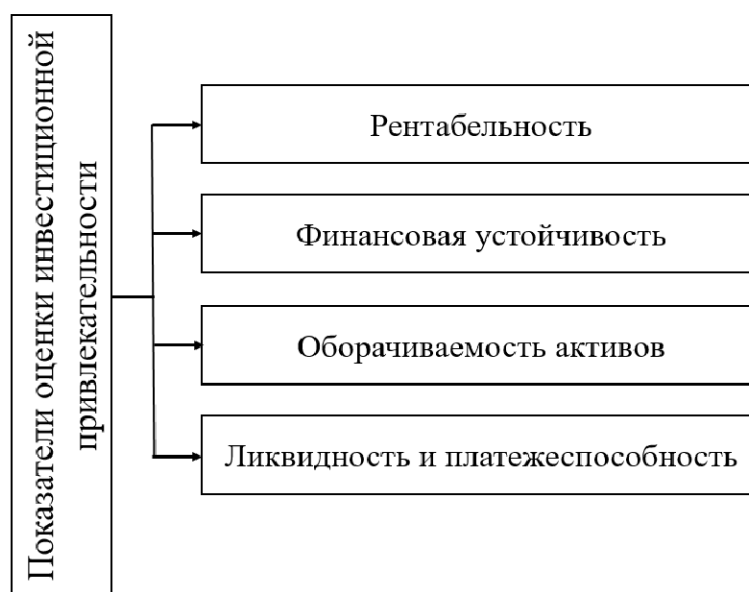 Показатели оценки инвестиционной
привлекательности
Рентабельность
Финансовая устойчивость
Оборачиваемость активов
Ликвидность и платежеспособность